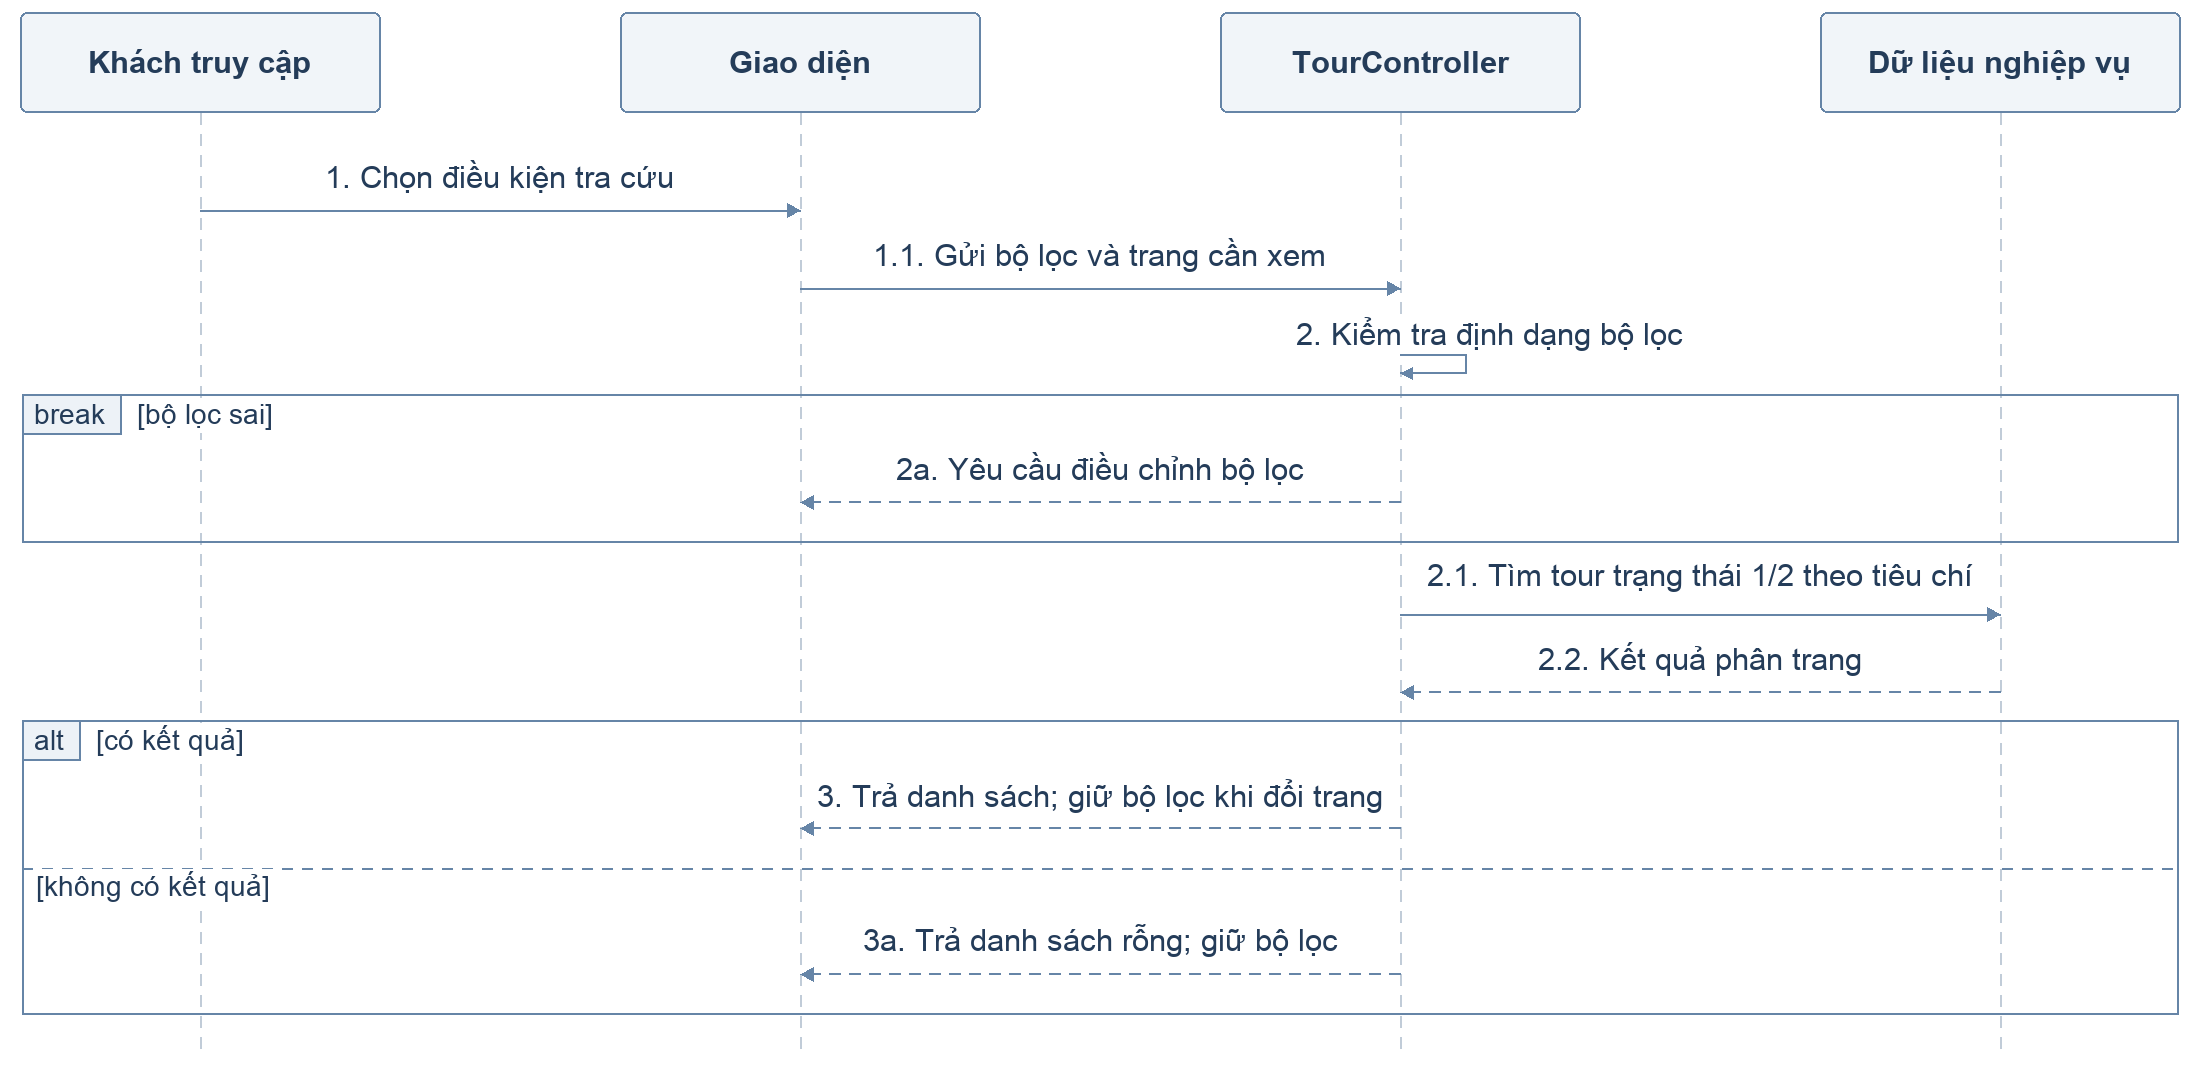 Khách truy cập
Giao diện
TourController
Dữ liệu nghiệp vụ
1. Chọn điều kiện tra cứu
1.1. Gửi bộ lọc và trang cần xem
2. Kiểm tra định dạng bộ lọc
break
[bộ lọc sai]
2a. Yêu cầu điều chỉnh bộ lọc
2.1. Tìm tour trạng thái 1/2 theo tiêu chí
2.2. Kết quả phân trang
alt
[có kết quả]
3. Trả danh sách; giữ bộ lọc khi đổi trang
[không có kết quả]
3a. Trả danh sách rỗng; giữ bộ lọc